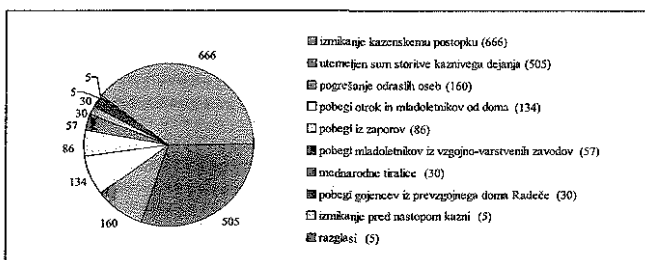 666
5
5
30
30
57
86
134
160
505
izmikanje kazenskemu postopku (666)
utemeljen sum storitve kaznivega dejanja (505)
pogrešanje odraslih oseb (160)
pobegi otrok in mladoletnikov od doma (134)
pobegi iz zaporov (86)
pobegi mladoletnikov iz vzgojno-varstvenih zavodov (57)
mednarodne tiralice (30)
pobegi gojencev iz prevzgojnega doma Radeče (30)
izmikanje pred nastopom kazni (5)
razglasi (5)